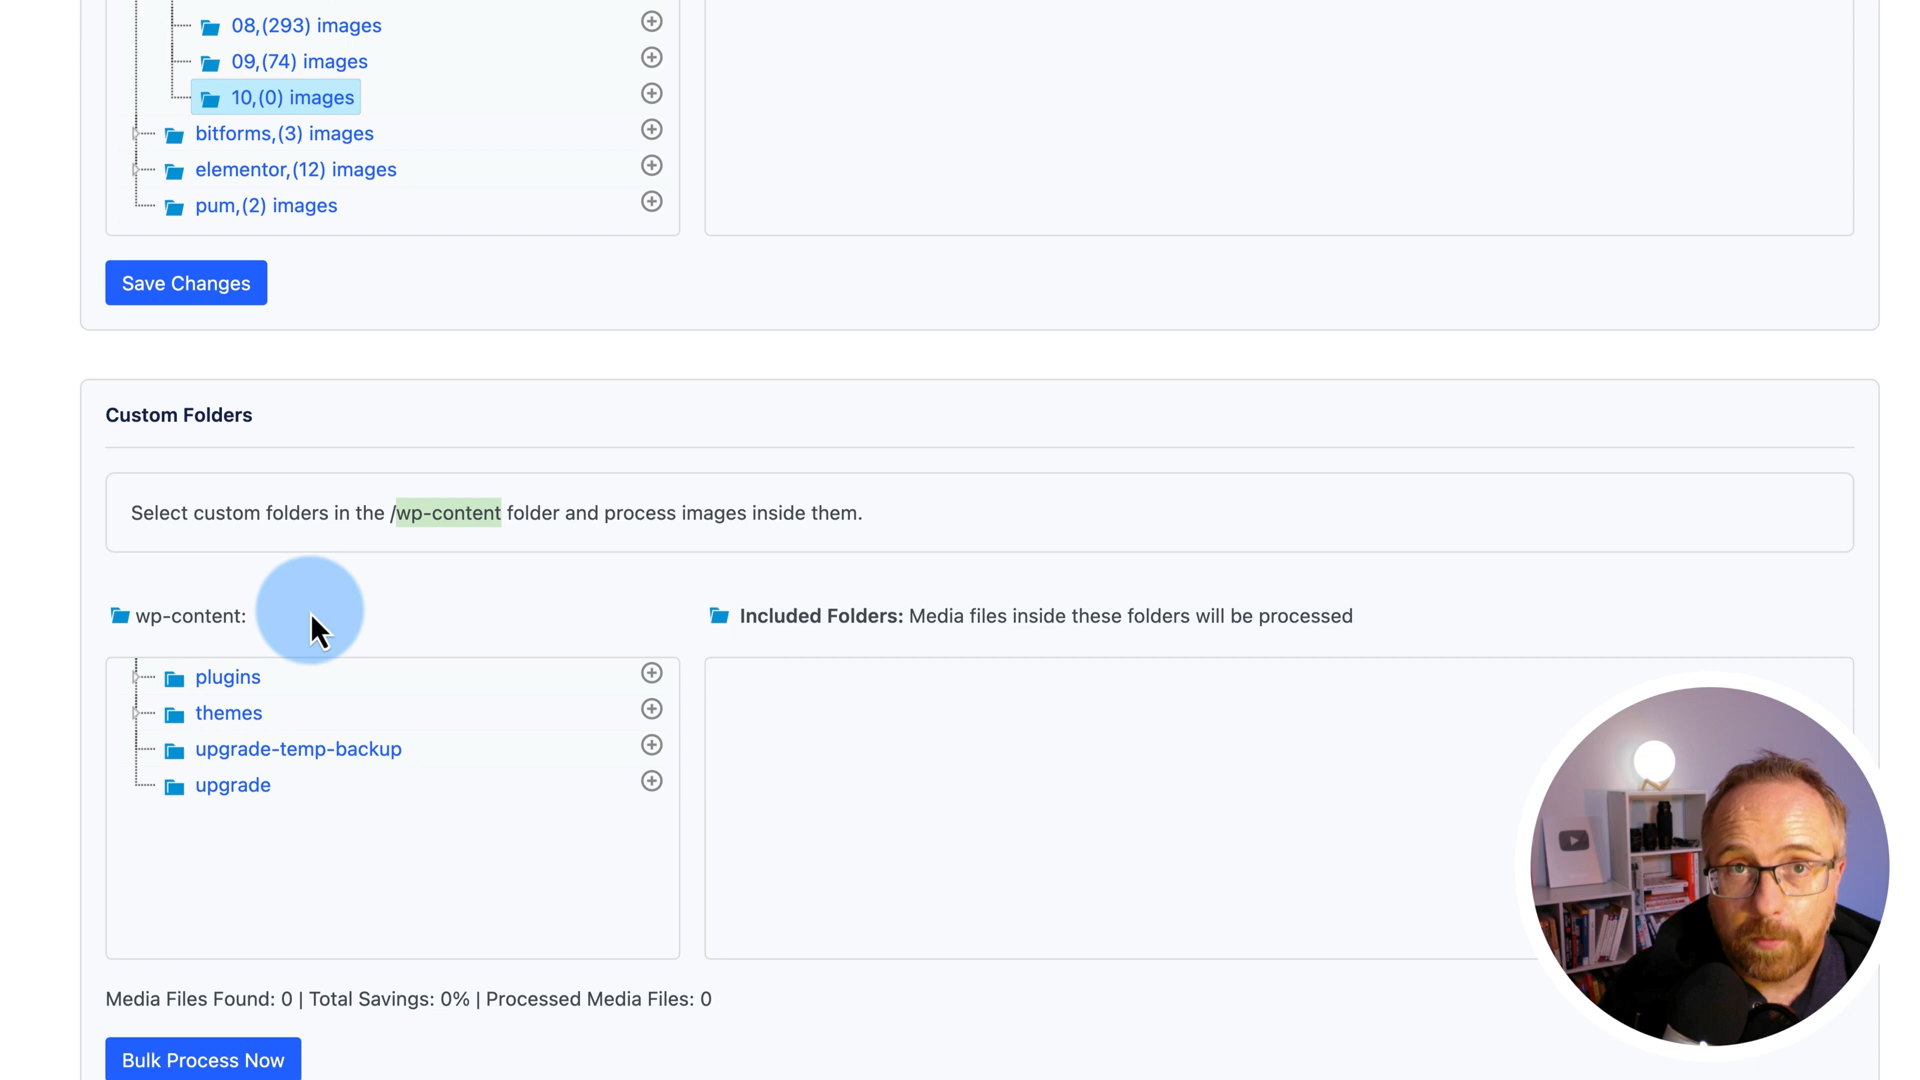 08,(293) images
09,(74) images
10,(0) images
bitforms,(3) images
elementor,(12) images
pum,(2) images
Save Changes
Custom Folders
Select custom folders in the /wp-content folder and process images inside them.
wp-content:
Included Folders: Media files inside these folders will be processed
plugins
themes
upgrade-temp-backup
upgrade
Media Files Found: 0 | Total Savings: 0% | Processed Media Files: 0
Bulk Process Now